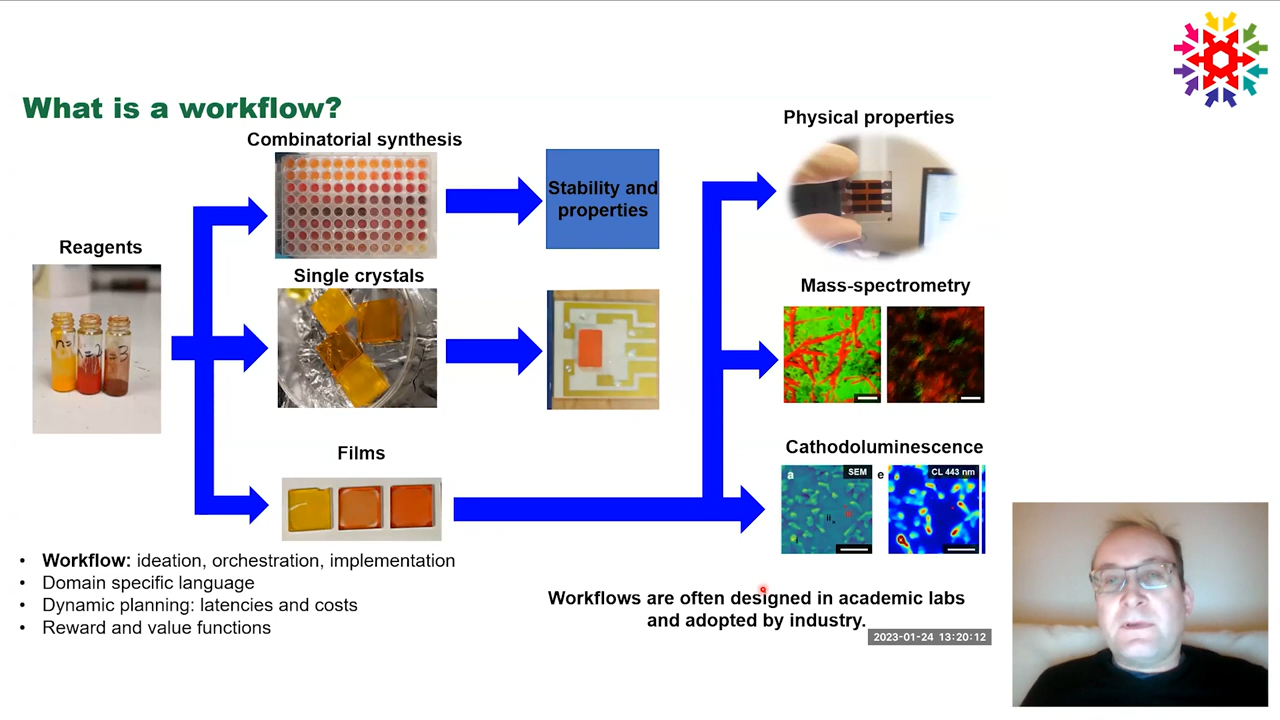 What is a workflow?
Combinatorial synthesis
Physical properties
Stability and
properties
Reagents
Single crystals
Mass-spectrometry
Films
Cathodoluminescence
a
SEM
e
CL 443 nm
• Workflow: ideation, orchestration, implementation
• Domain specific language
• Dynamic planning: latencies and costs
• Reward and value functions
Workflows are often designed in academic labs
and adopted by industry.
2023-01-24 13:20:12